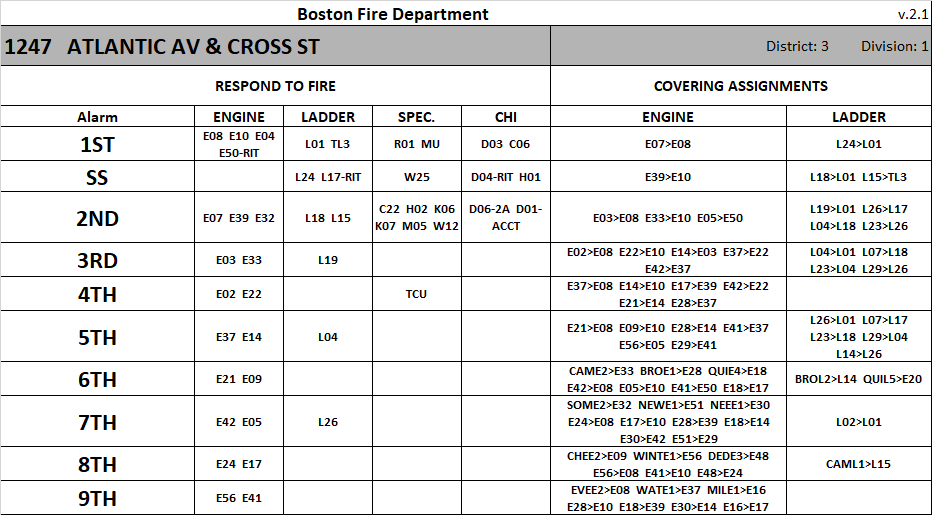 Boston Fire Department
v.2.1
1247 ATLANTIC AV & CROSS ST
District: 3 Division: 1
RESPOND TO FIRE
COVERING ASSIGNMENTS
Alarm ENGINE LADDER SPEC. CHI ENGINE LADDER
1ST
E08 E10 E04
E50-RIT
L01 TL3
R01 MU
D03 C06
E07>E08
L24>L01
SS
L24 L17-RIT
W25
D04-RIT H01
E39>E10
L18>L01 L15>TL3
2ND
E07 E39 E32
L18 L15
C22 H02 K06
K07 M05 W12
D06-2A D01-
ACCT
E03>E08 E33>E10 E05>E50
L19>L01 L26>L17
L04>L18 L23>L26
3RD
E03 E33
L19
E02>E08 E22>E10 E14>E03 E37>E22
E42>E37
L04>L01 L07>L18
L23>L04 L29>L26
4TH
E02 E22
TCU
E37>E08 E14>E10 E17>E39 E42>E22
E21>E14 E28>E37
5TH
E37 E14
L04
E21>E08 E09>E10 E28>E14 E41>E37
E56>E05 E29>E41
L26>L01 L07>L17
L23>L18 L29>L04
L14>L26
6TH
E21 E09
CAME2>E33 BROE1>E28 QUIE4>E18
E42>E08 E05>E10 E41>E50 E18>E17
BROL2>L14 QUIL5>E20
7TH
E42 E05
L26
SOME2>E32 NEWE1>E51 NEEE1>E30
E24>E08 E17>E10 E28>E39 E18>E14
E30>E42 E51>E29
L02>L01
8TH
E24 E17
CHEE2>E09 WINTE1>E56 DEDE3>E48
E56>E08 E41>E10 E48>E24
CAML1>L15
9TH
E56 E41
EVEE2>E08 WATE1>E37 MILE1>E16
E28>E10 E18>E39 E30>E14 E16>E17